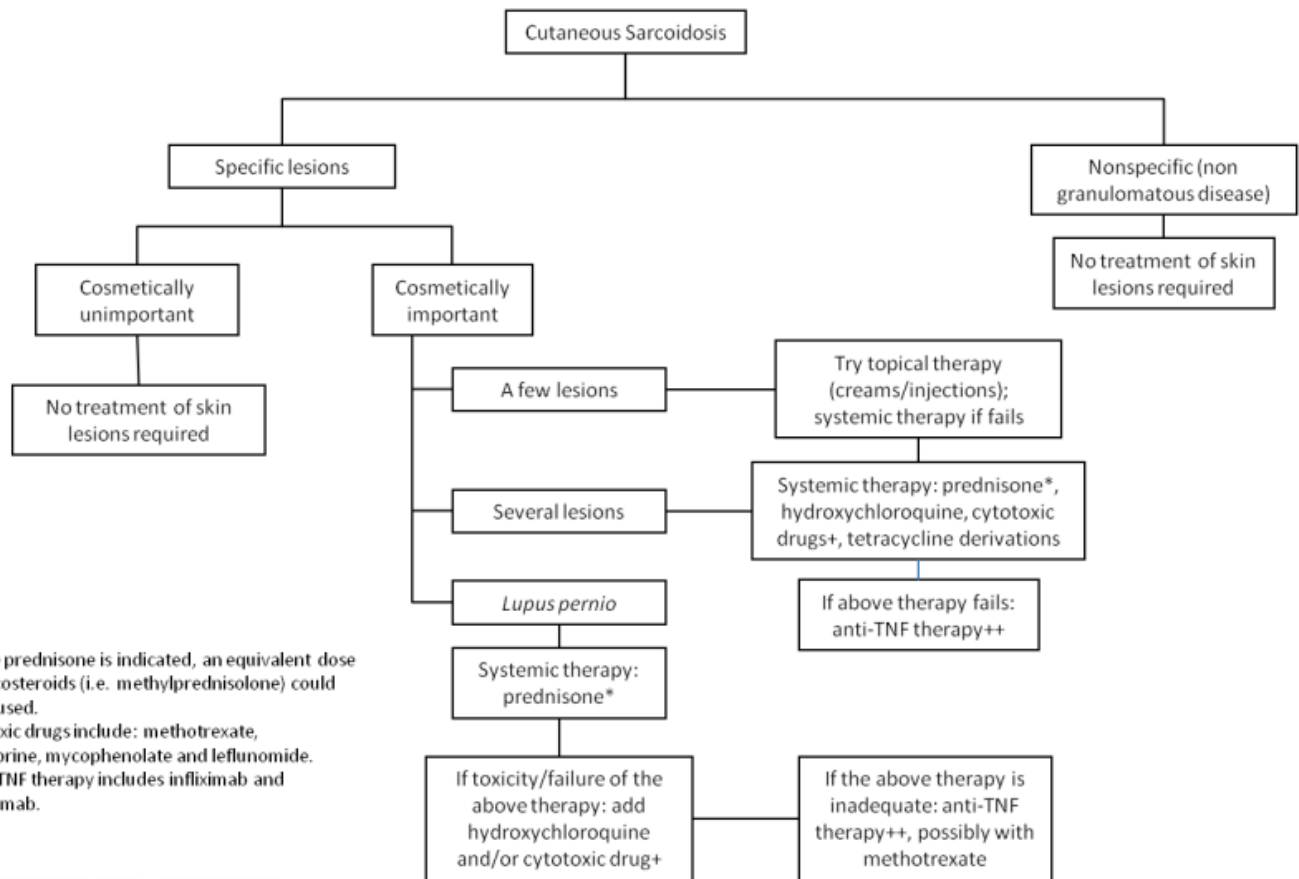 Cutaneous Sarcoidosis
Specific lesions
Nonspecific (non
granulomatous disease)
No treatment of skin
lesions required
Cosmetically
unimportant
Cosmetically
important
No treatment of skin
lesions required
A few lesions
Try topical therapy
(creams/injections);
systemic therapy if fails
Several lesions
Systemic therapy: prednisone*,
hydroxychloroquine, cytotoxic
drugs+, tetracycline derivations
If above therapy fails:
anti-TNF therapy++
Lupus pernio
Systemic therapy:
prednisone*
If toxicity/failure of the
above therapy: add
hydroxychloroquine
and/or cytotoxic drug+
If the above therapy is
inadequate: anti-TNF
therapy++, possibly with
methotrexate
prednisone is indicated, an equivalent dose
(i.e. methylprednisolone) could
used.
drugs include: methotrexate,
mycophenolate and leflunomide.
TNF therapy includes infliximab and